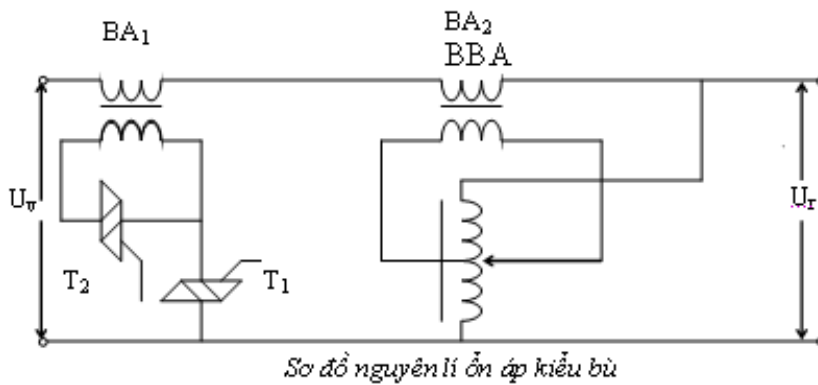 BA₁
BA₂
BBA
Uᵥ
Uᵣ
T₂
T₁
Sơ đồ nguyên lí ổn áp kiểu bù